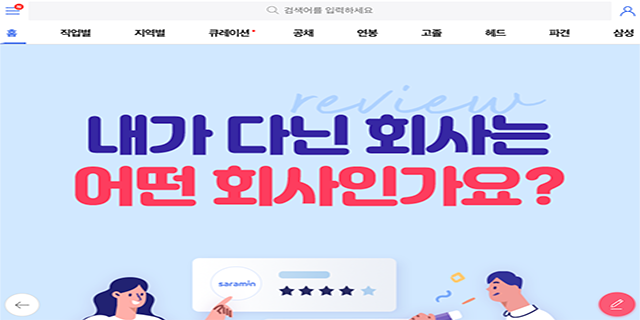 검색어를 입력하세요
홈 직업별 지역별 큐레이션 공채 연봉 고졸 헤드 파견 삼성
review
내가 다닌 회사는
어떤 회사인가요?
saramin